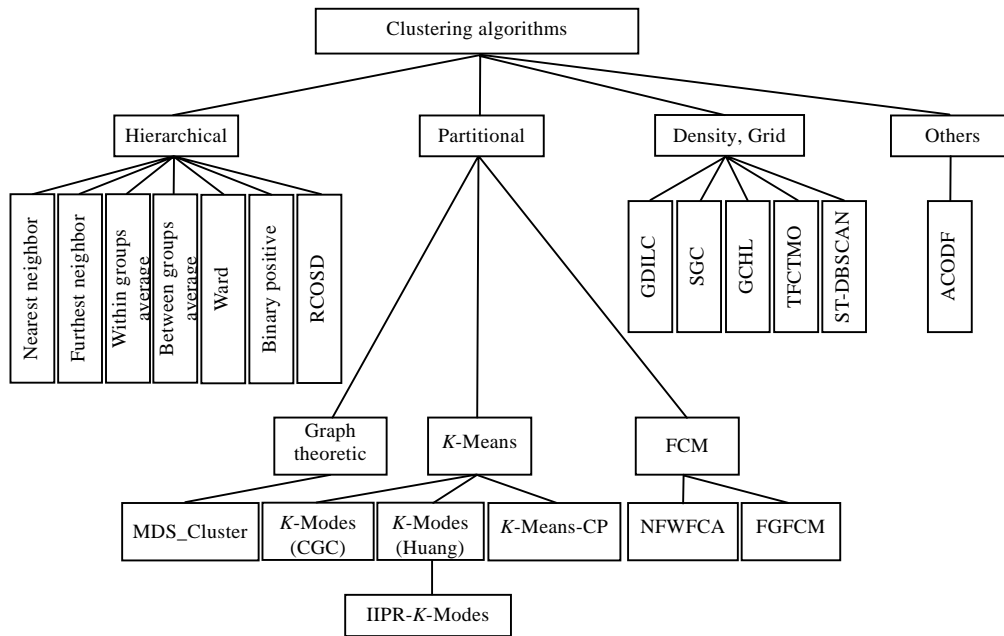 Clustering algorithms
Hierarchical
Partitional
Density, Grid
Others
Nearest neighbor
Furthest neighbor
Within groups
average
Between groups
average
Ward
Binary positive
RCOSD
GDILC
SGC
GCHL
TFCTMO
ST-DBSCAN
ACODF
Graph
theoretic
K-Means
FCM
MDS_Cluster
K-Modes
(CGC)
K-Modes
(Huang)
K-Means-CP
NFWFCA
FGFCM
IIPR-K-Modes